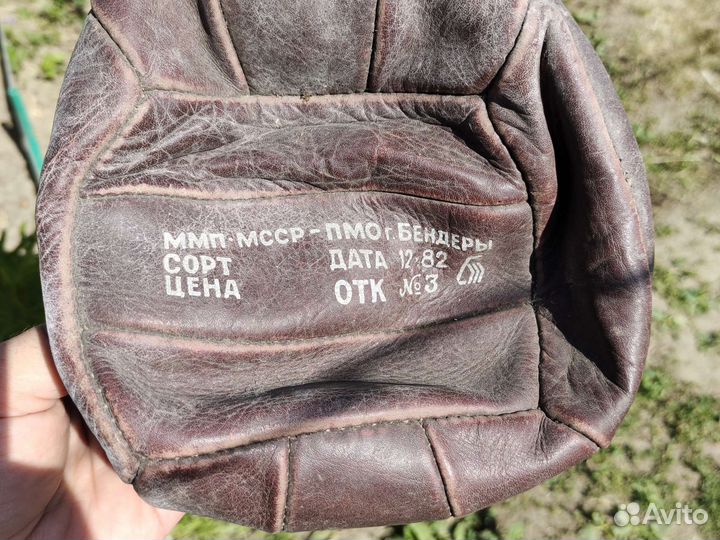 ММП·МССР-ПМО г. БЕНДЕРЫ
СОРТ ДАТА 12.82
ЦЕНА ОТК №3
Avito